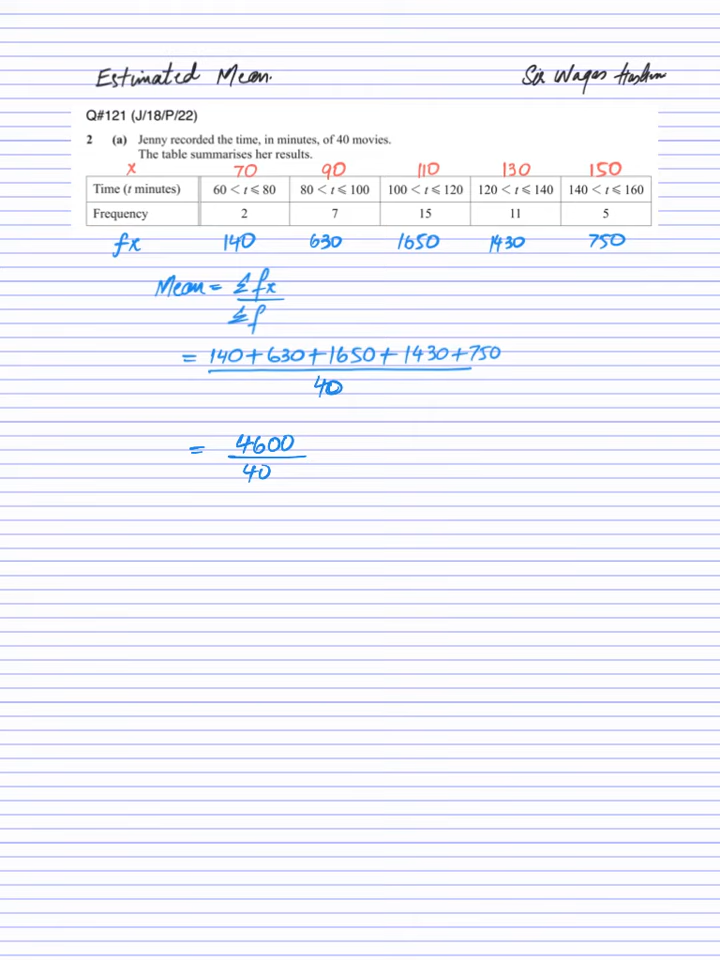 Estimated Mean. Sir Waqas Hashim
Q#121 (J/18/P/22)
2 (a) Jenny recorded the time, in minutes, of 40 movies.
The table summarises her results.
x 70 90 110 130 150
Time (t minutes) 60 < t ⩽ 80 80 < t ⩽ 100 100 < t ⩽ 120 120 < t ⩽ 140 140 < t ⩽ 160
Frequency 2 7 15 11 5
fx 140 630 1650 1430 750
Mean = Σfx
Σf
= 140+630+1650+1430+750
40
= 4600
40